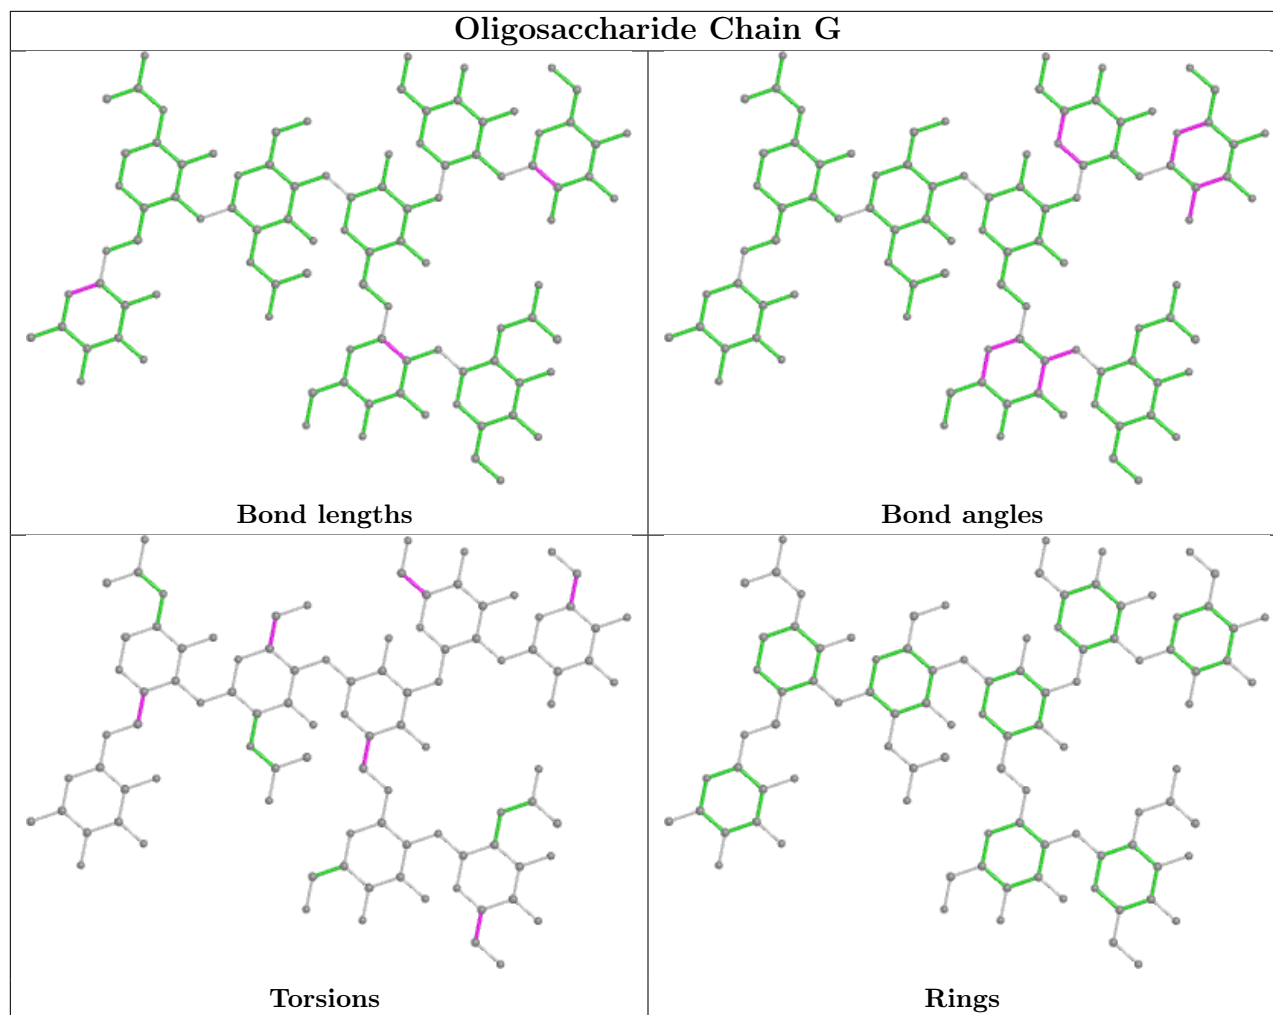 Oligosaccharide Chain G
Bond lengths
Bond angles
Torsions
Rings